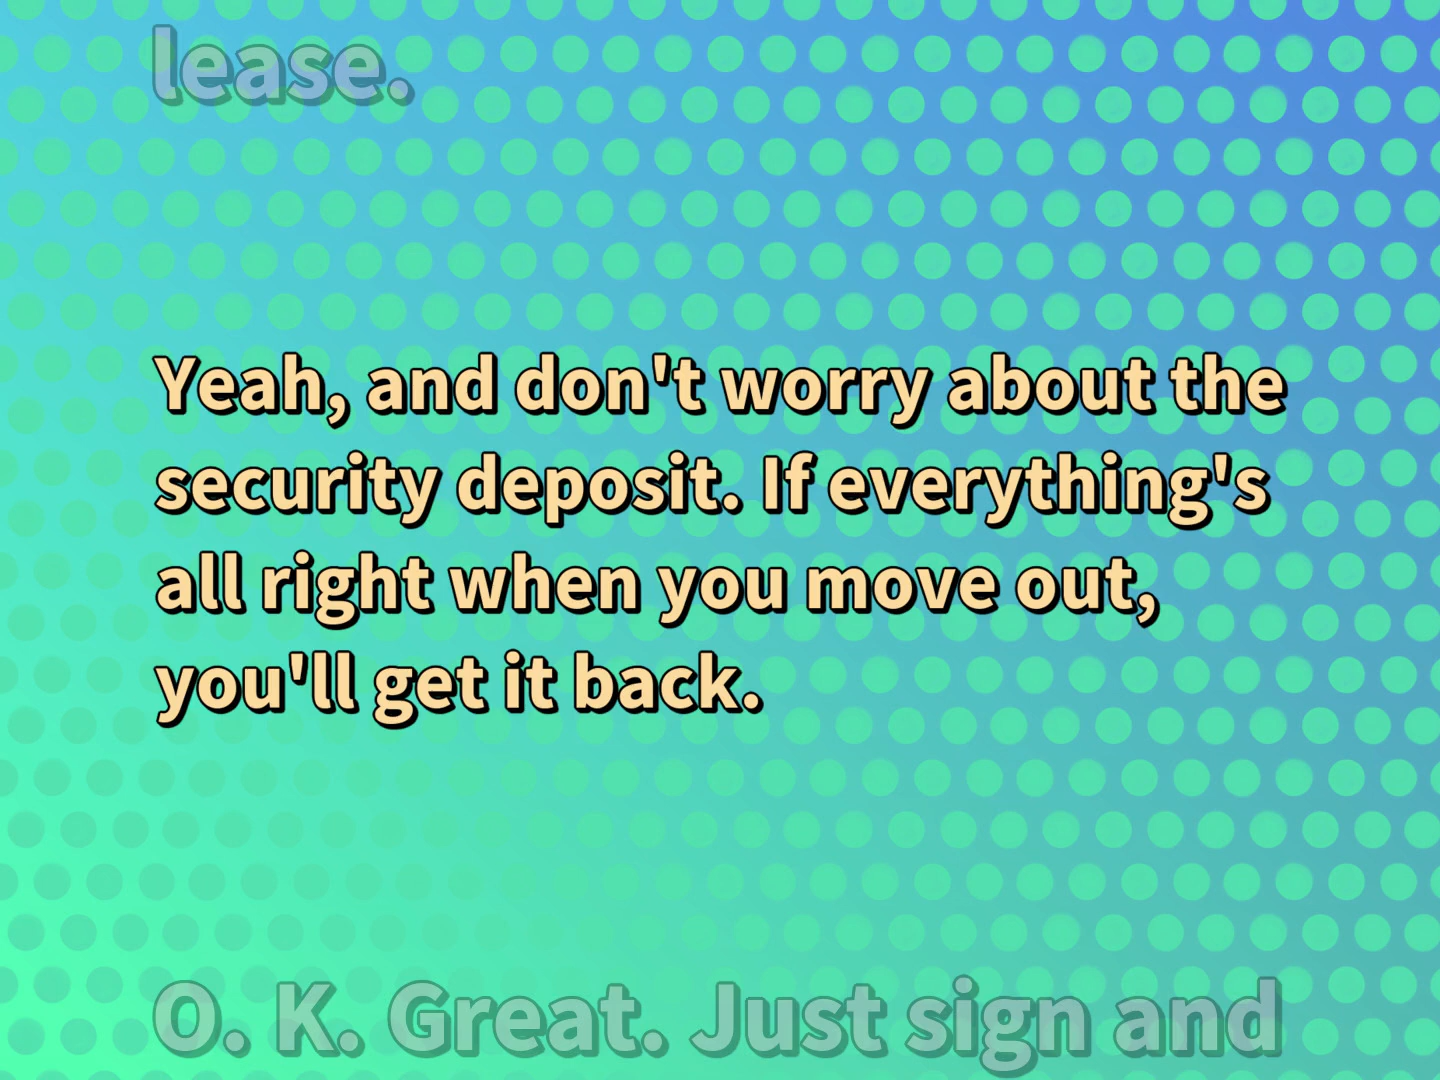 lease.
Yeah, and don't worry about the
security deposit. If everything's
all right when you move out,
you'll get it back.
O. K. Great. Just sign and